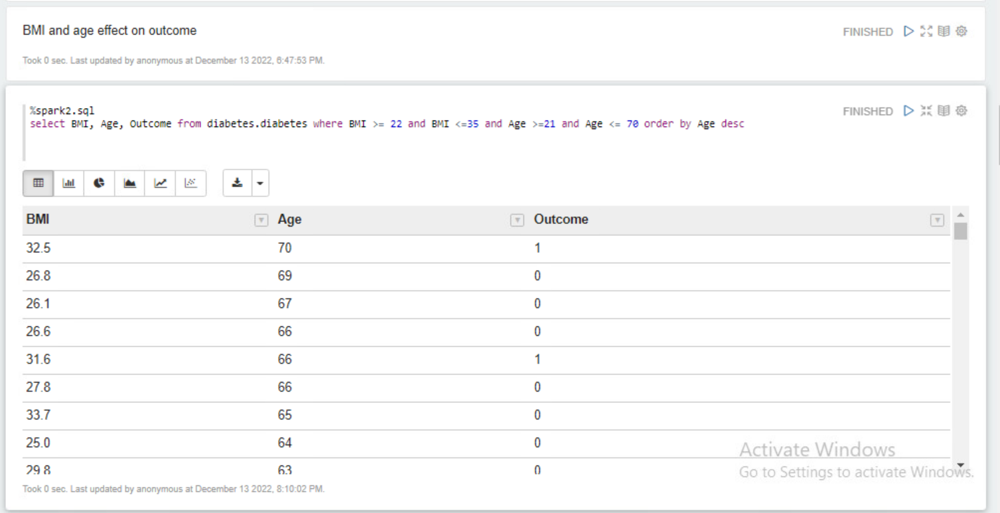 BMI and age effect on outcome
FINISHED
Took 0 sec. Last updated by anonymous at December 13 2022, 6:47:53 PM.
%spark2.sql
FINISHED
select BMI, Age, Outcome from diabetes.diabetes where BMI >= 22 and BMI <=35 and Age >=21 and Age <= 70 order by Age desc
BMI Age Outcome
32.5 70 1
26.8 69 0
26.1 67 0
26.6 66 0
31.6 66 1
27.8 66 0
33.7 65 0
25.0 64 0
29.8 63 0
Activate Windows
Go to Settings to activate Windows.
Took 0 sec. Last updated by anonymous at December 13 2022, 8:10:02 PM.